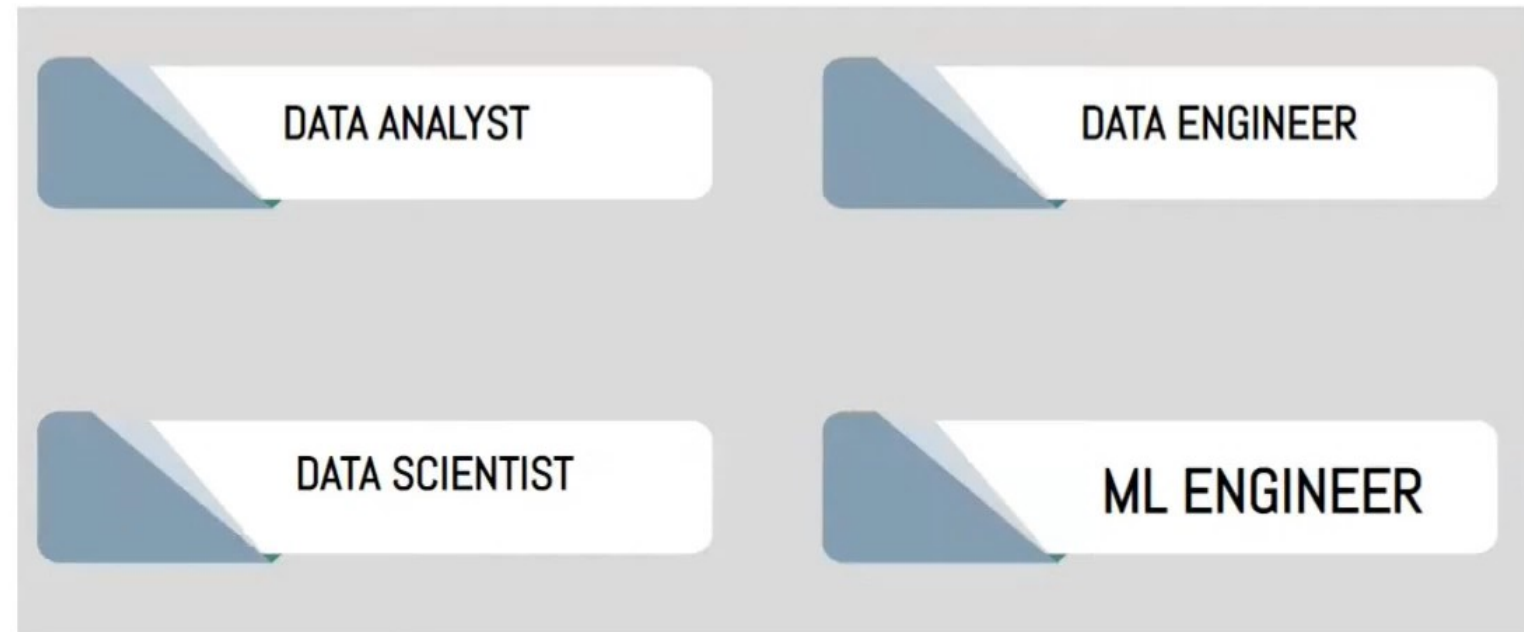 DATA ANALYST
DATA ENGINEER
DATA SCIENTIST
ML ENGINEER